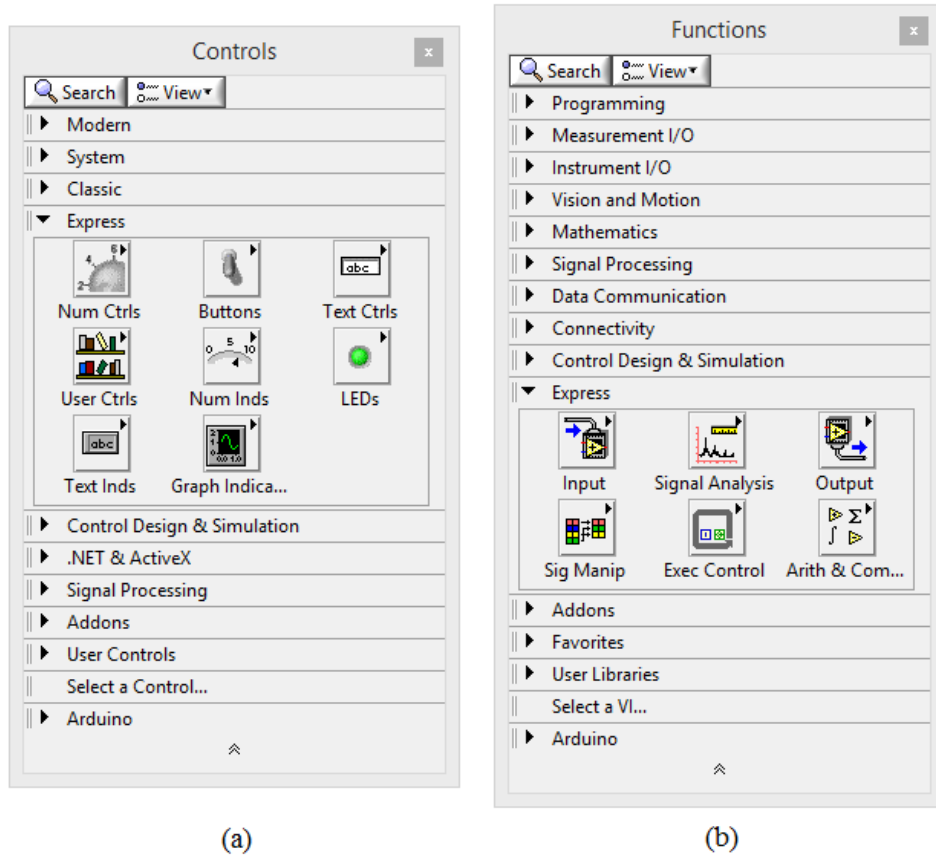 Controls
x
Search View
Modern
System
Classic
Express
Num Ctrls Buttons Text Ctrls
User Ctrls Num Inds LEDs
Text Inds Graph Indica...
Control Design & Simulation
.NET & ActiveX
Signal Processing
Addons
User Controls
Select a Control...
Arduino
(a)
Functions
x
Search View
Programming
Measurement I/O
Instrument I/O
Vision and Motion
Mathematics
Signal Processing
Data Communication
Connectivity
Control Design & Simulation
Express
Input Signal Analysis Output
Sig Manip Exec Control Arith & Com...
Addons
Favorites
User Libraries
Select a VI...
Arduino
(b)